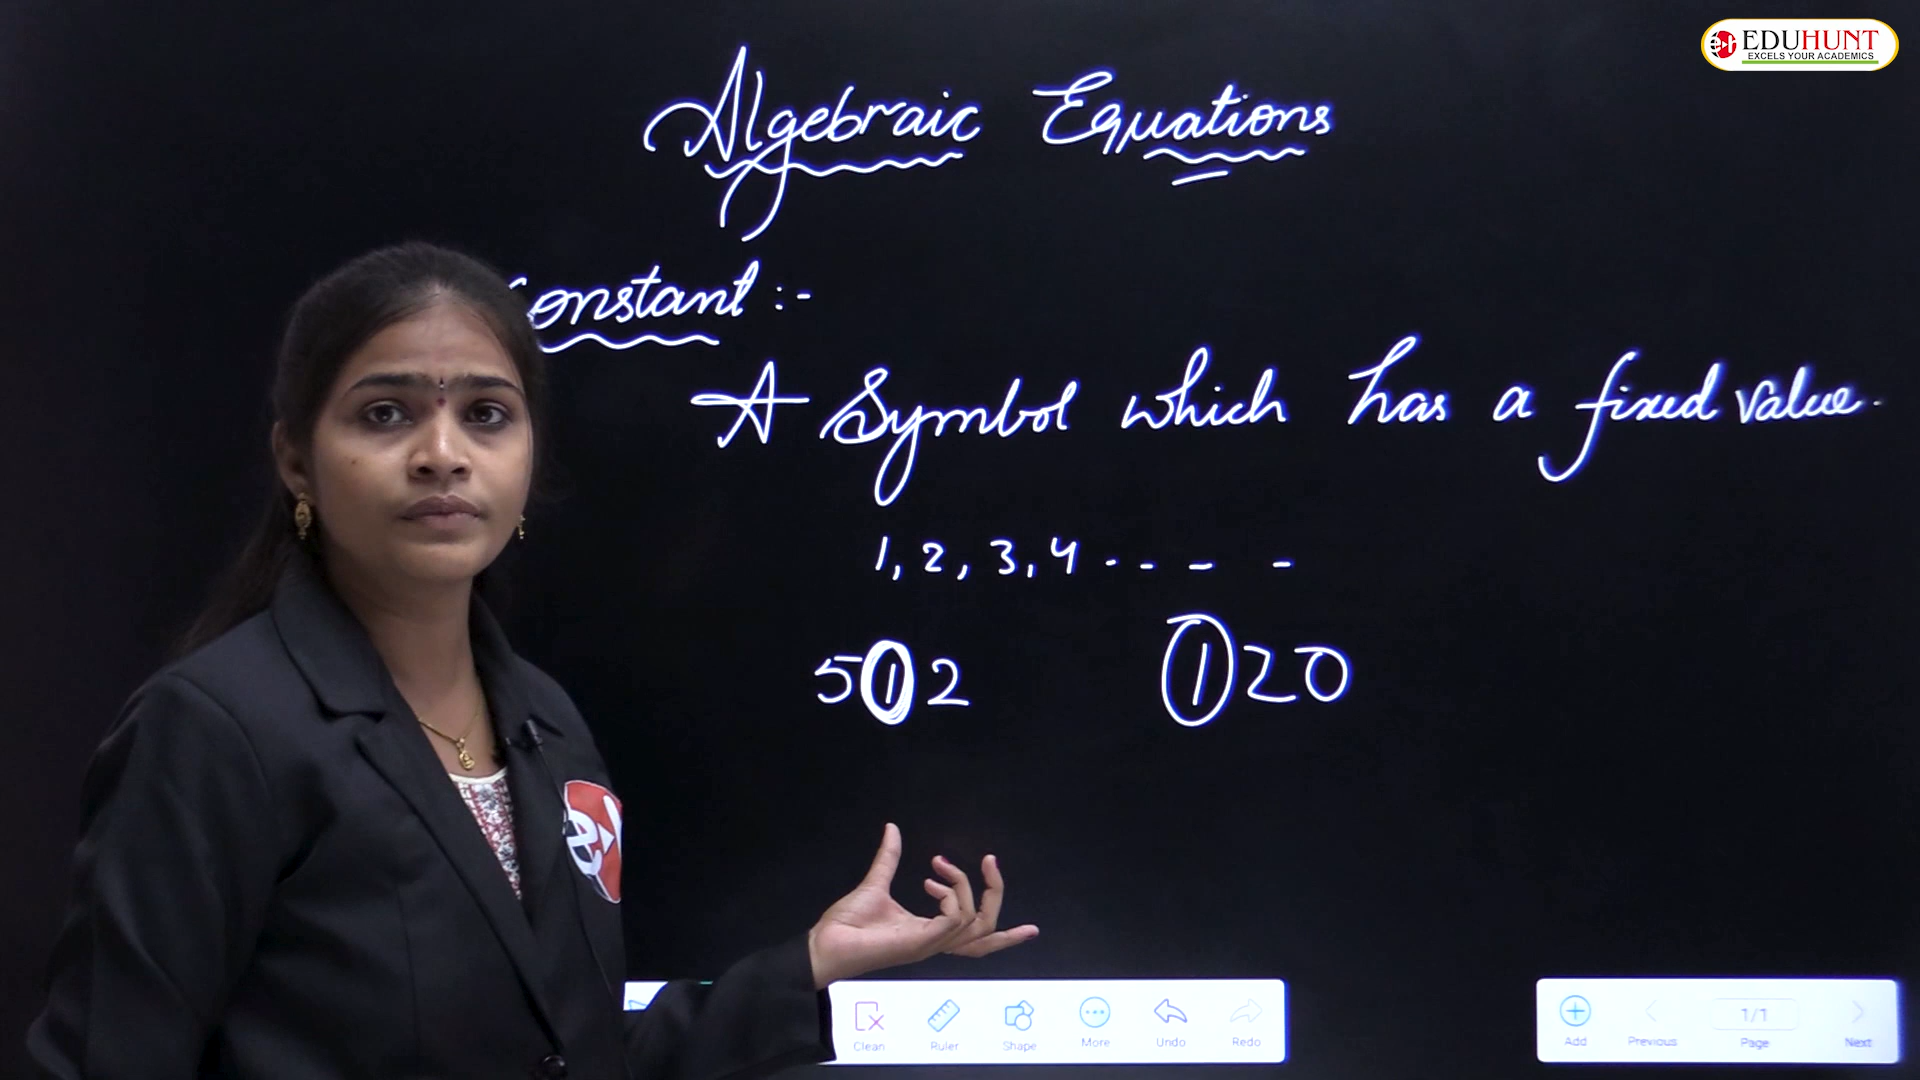 EDUHUNT
EXCELS YOUR ACADEMICS
Algebraic Equations
Constant :-
A Symbol which has a fixed value.
1, 2, 3, 4 . - - -
512 120
Clean Ruler Shape More Undo Redo
Add Previous 1/1 Page Next